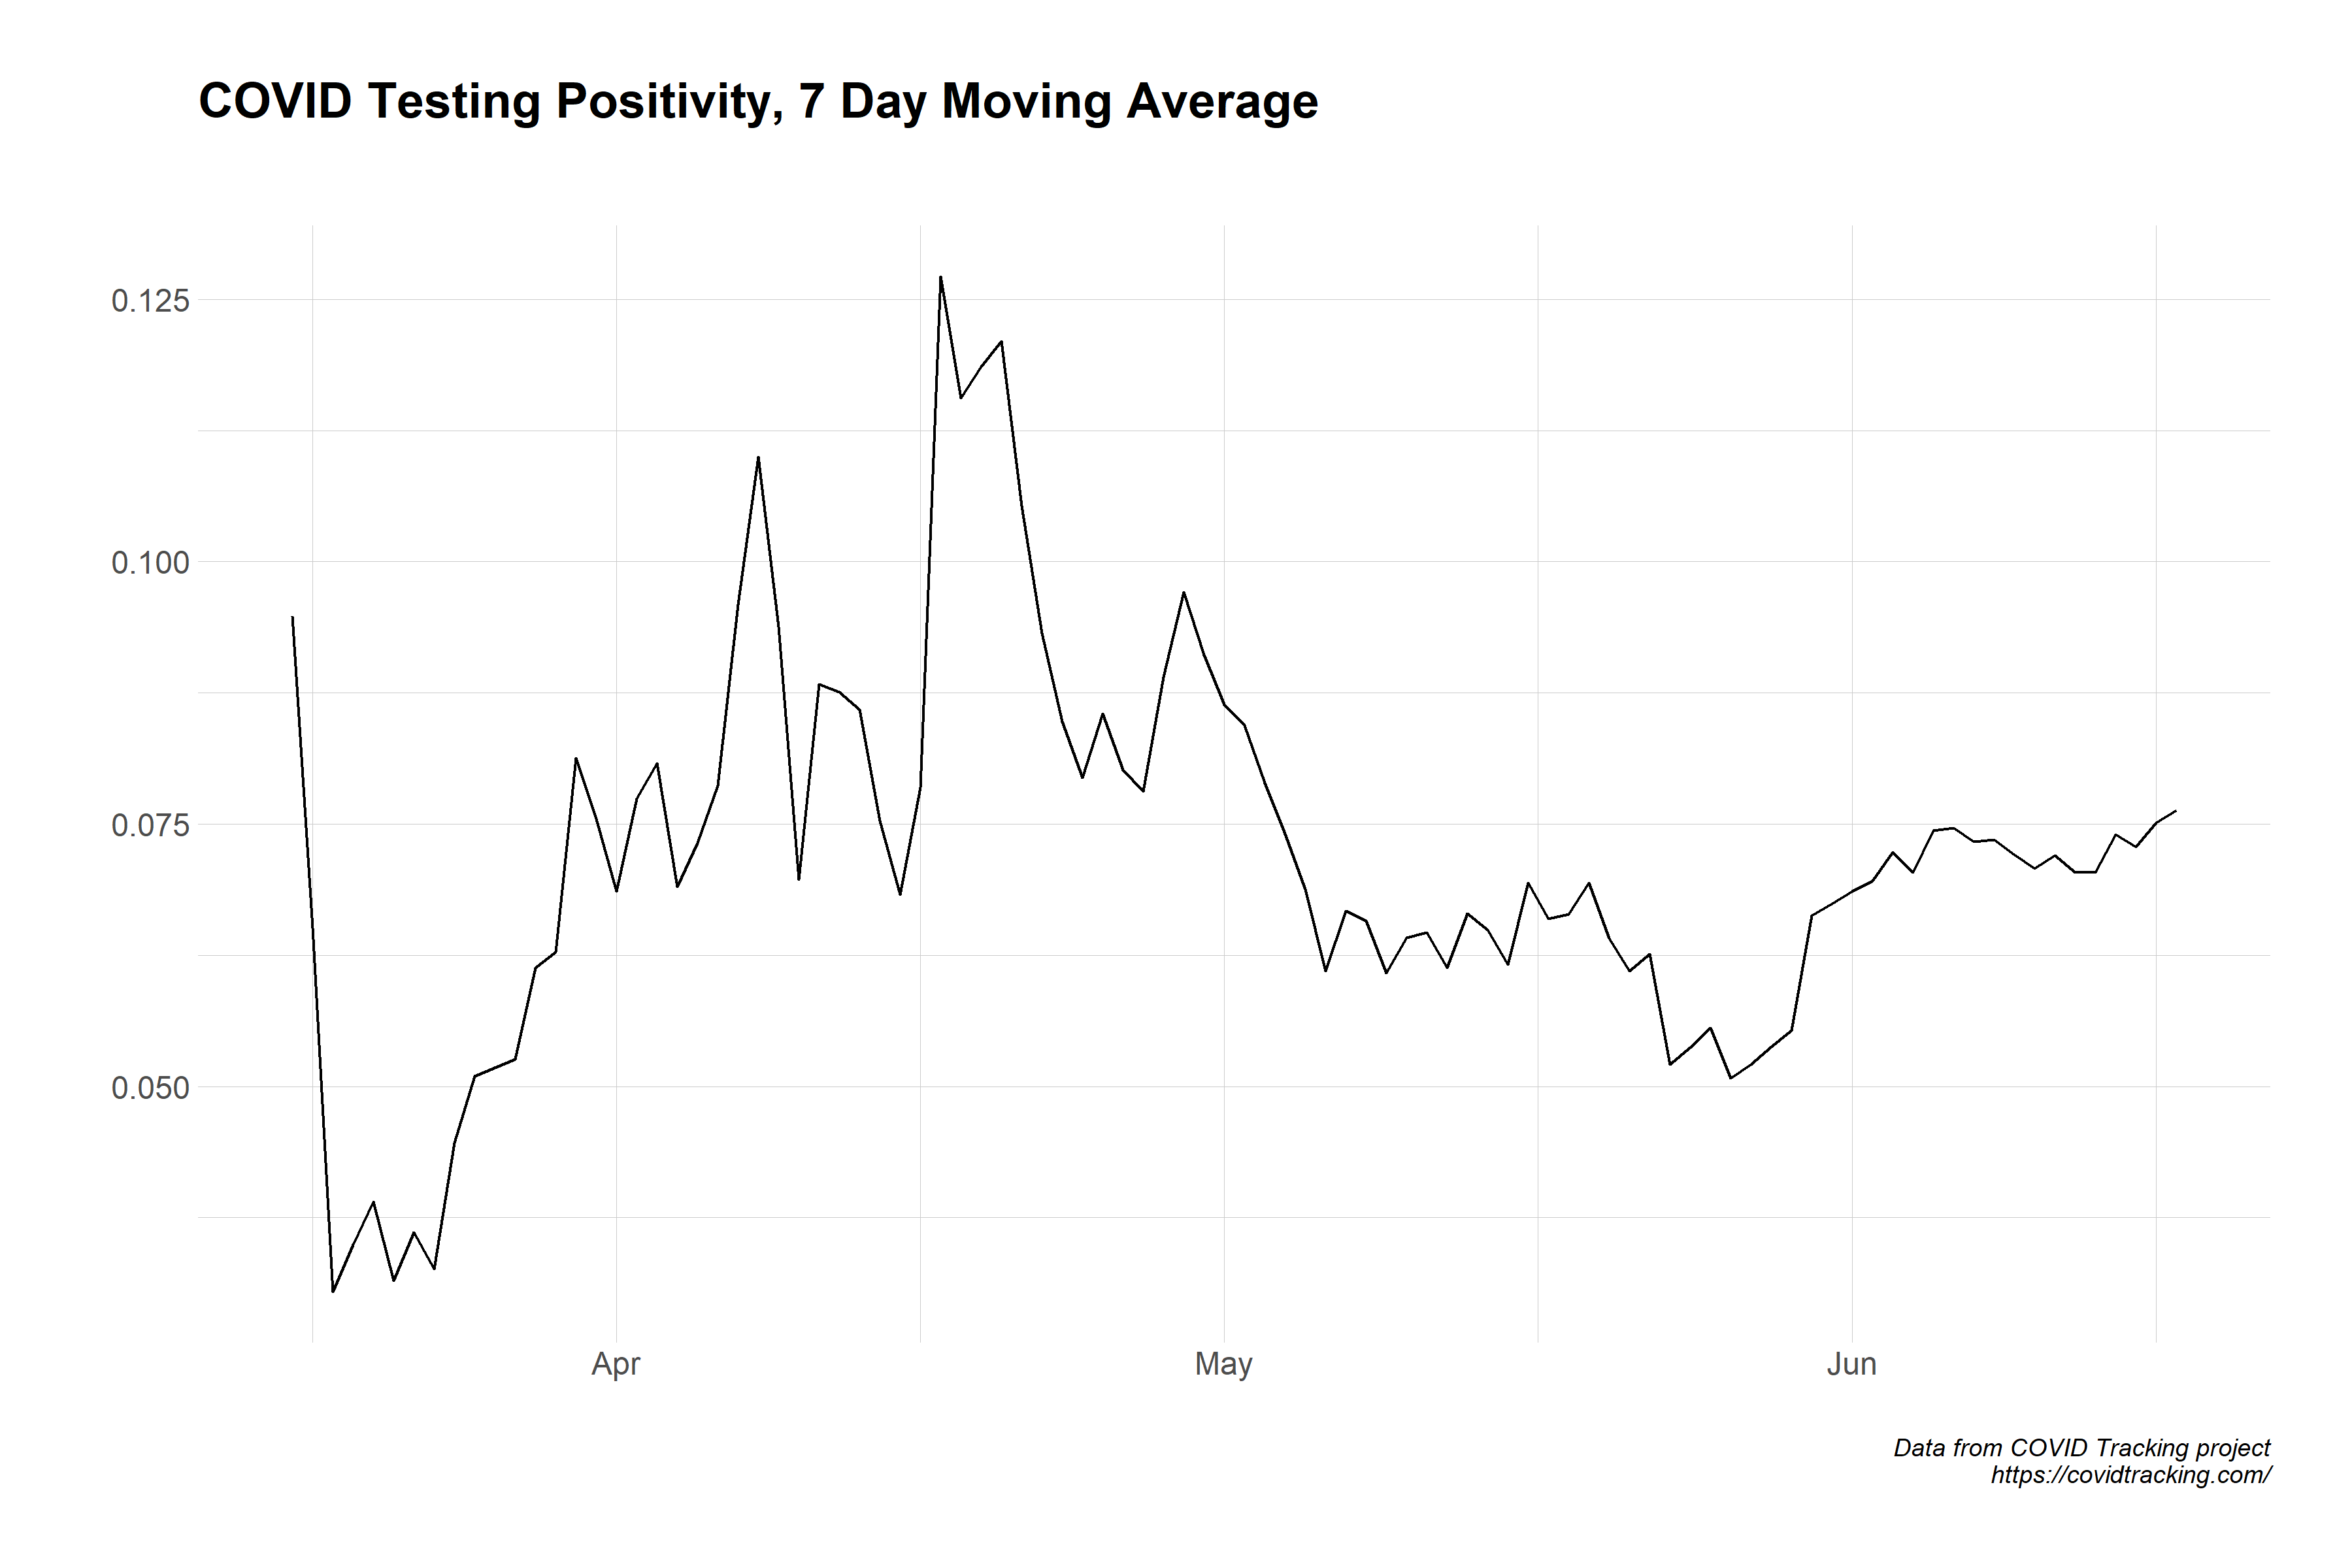 COVID Testing Positivity, 7 Day Moving Average
0.125
0.100
0.075
0.050
Apr May Jun
Data from COVID Tracking project
https://covidtracking.com/